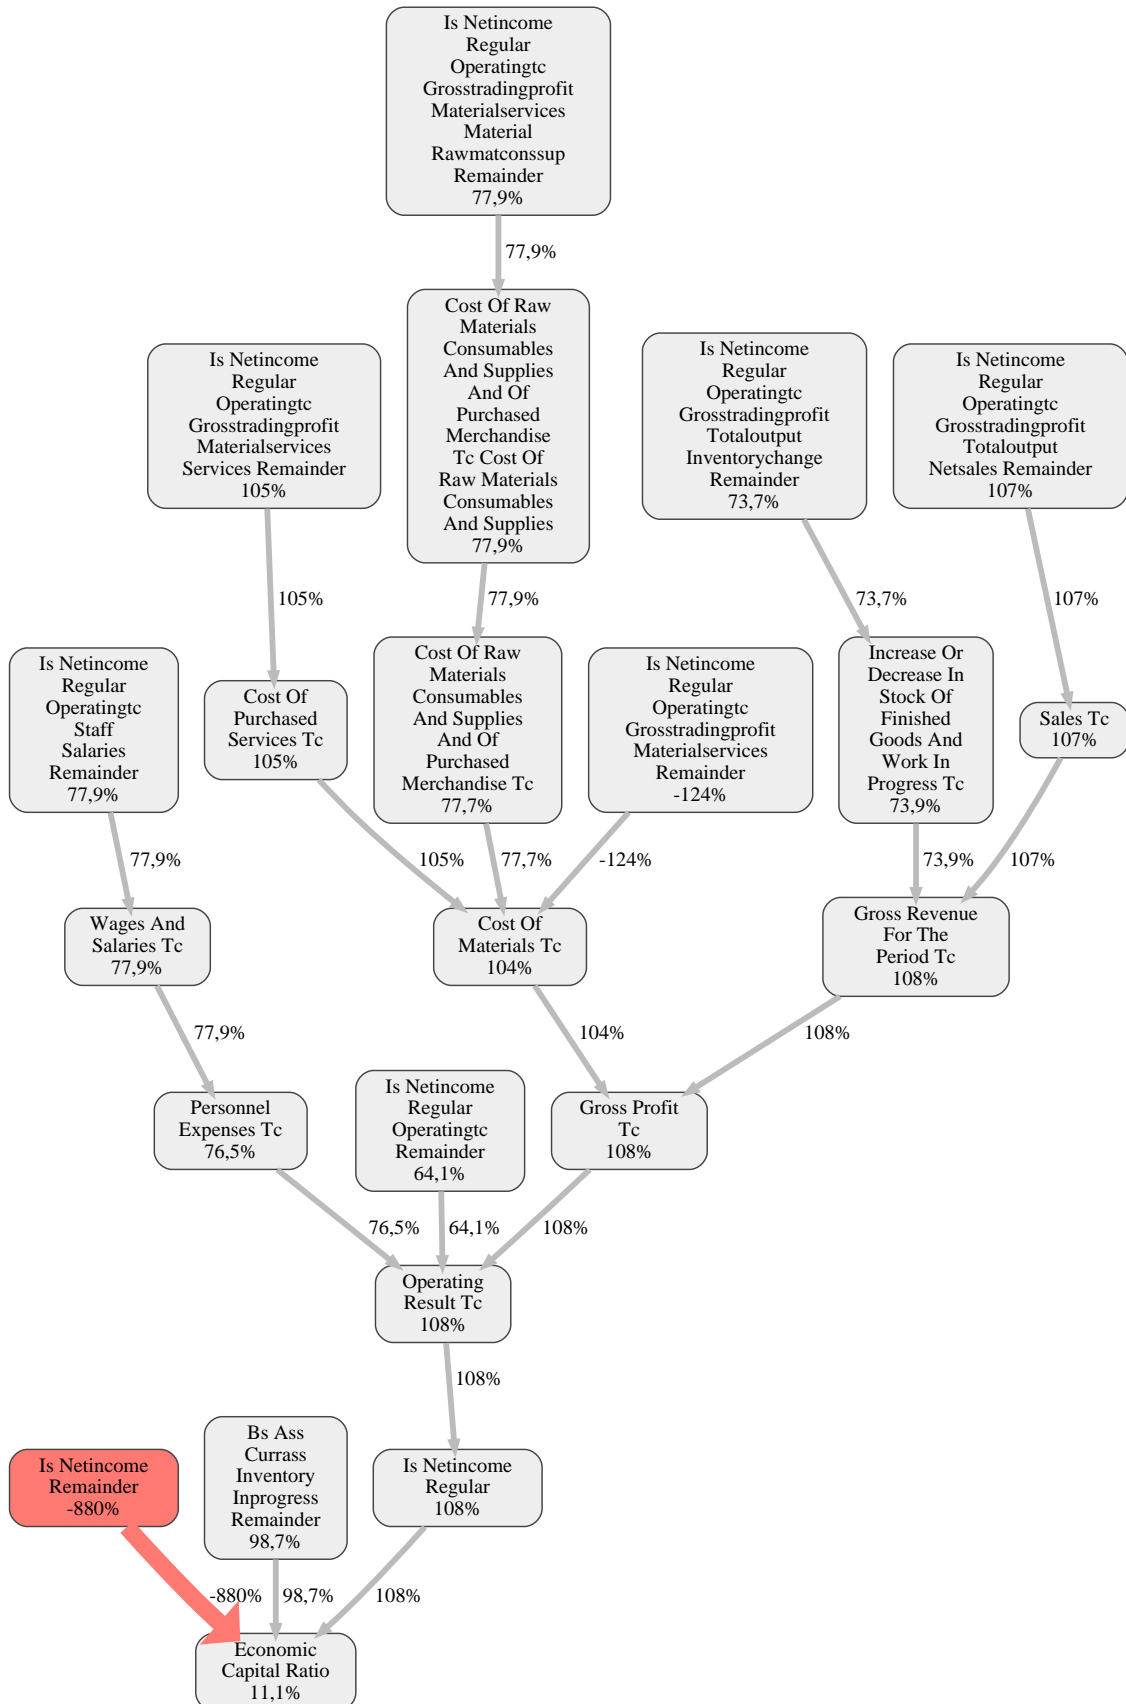 Is Netincome
Regular
Operatingtc
Grosstradingprofit
Materialservices
Material
Rawmatconssup
Remainder
77,9%
77,9%
Cost Of Raw
Materials
Consumables
And Supplies
And Of
Purchased
Merchandise
Tc Cost Of
Raw Materials
Consumables
And Supplies
77,9%
Is Netincome
Regular
Operatingtc
Grosstradingprofit
Materialservices
Services Remainder
105%
Is Netincome
Regular
Operatingtc
Grosstradingprofit
Totaloutput
Inventorychange
Remainder
73,7%
Is Netincome
Regular
Operatingtc
Grosstradingprofit
Totaloutput
Netsales Remainder
107%
105%
77,9%
73,7%
107%
Is Netincome
Regular
Operatingtc
Staff
Salaries
Remainder
77,9%
Cost Of
Purchased
Services Tc
105%
Cost Of Raw
Materials
Consumables
And Supplies
And Of
Purchased
Merchandise Tc
77,7%
Is Netincome
Regular
Operatingtc
Grosstradingprofit
Materialservices
Remainder
-124%
Increase Or
Decrease In
Stock Of
Finished
Goods And
Work In
Progress Tc
73,9%
Sales Tc
107%
77,9%
105%
77,7%
-124%
73,9%
107%
Wages And
Salaries Tc
77,9%
Cost Of
Materials Tc
104%
Gross Revenue
For The
Period Tc
108%
77,9%
104%
108%
Personnel
Expenses Tc
76,5%
Is Netincome
Regular
Operatingtc
Remainder
64,1%
Gross Profit
Tc
108%
76,5%
64,1%
108%
Operating
Result Tc
108%
108%
Is Netincome
Remainder
-880%
Bs Ass
Currass
Inventory
Inprogress
Remainder
98,7%
Is Netincome
Regular
108%
-880%
98,7%
108%
Economic
Capital Ratio
11,1%